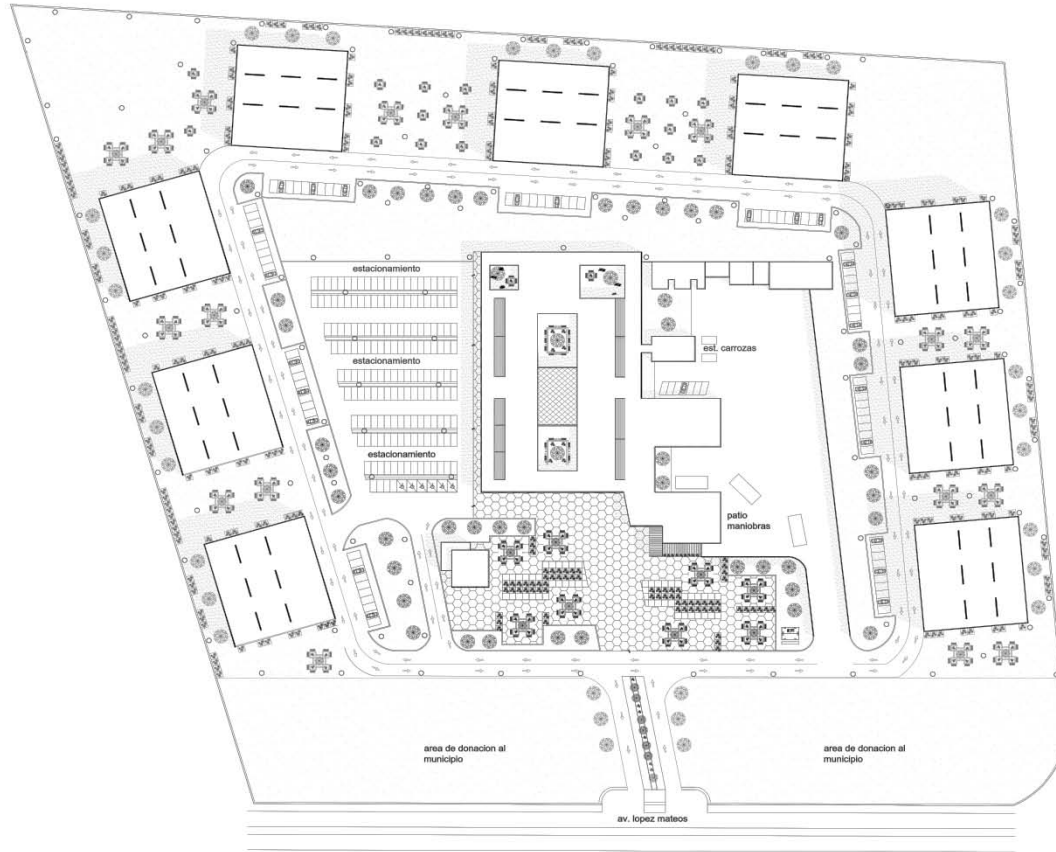 estacionamiento
est. carrozas
estacionamiento
estacionamiento
patio
maniobras
area de donacion al
municipio
area de donacion al
municipio
av. lopez mateos